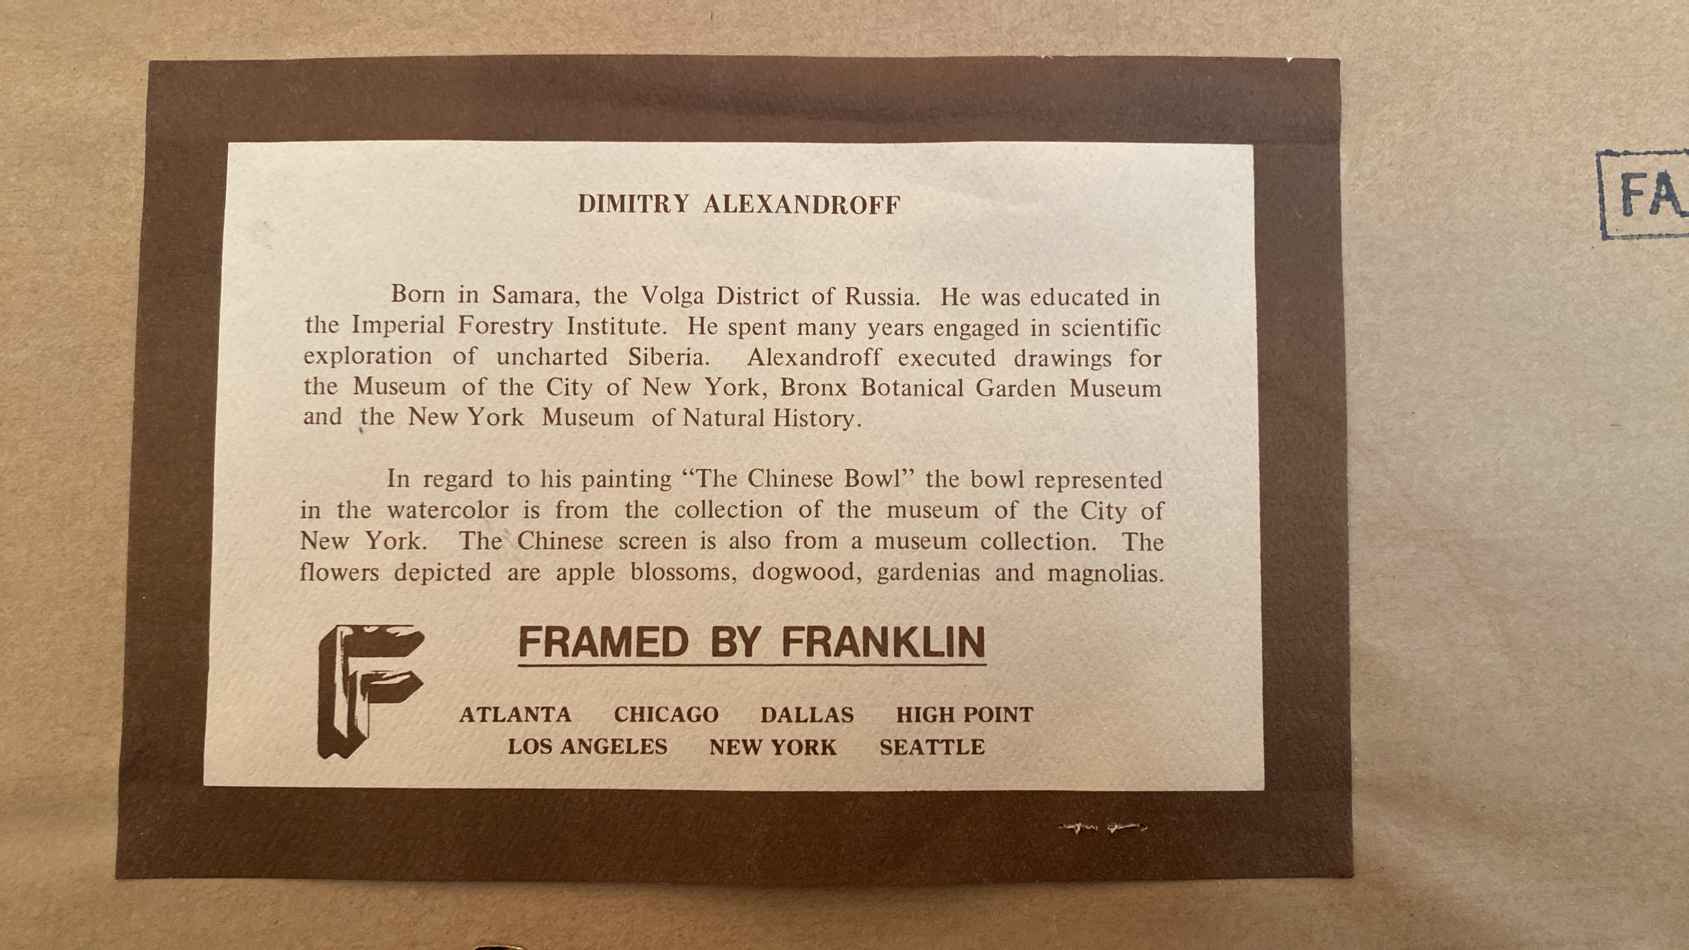 DIMITRY ALEXANDROFF
Born in Samara, the Volga District of Russia. He was educated in
the Imperial Forestry Institute. He spent many years engaged in scientific
exploration of uncharted Siberia. Alexandroff executed drawings for
the Museum of the City of New York, Bronx Botanical Garden Museum
and the New York Museum of Natural History.
In regard to his painting “The Chinese Bowl” the bowl represented
in the watercolor is from the collection of the museum of the City of
New York. The Chinese screen is also from a museum collection. The
flowers depicted are apple blossoms, dogwood, gardenias and magnolias.
F
FRAMED BY FRANKLIN
ATLANTA CHICAGO DALLAS HIGH POINT
LOS ANGELES NEW YORK SEATTLE
FA